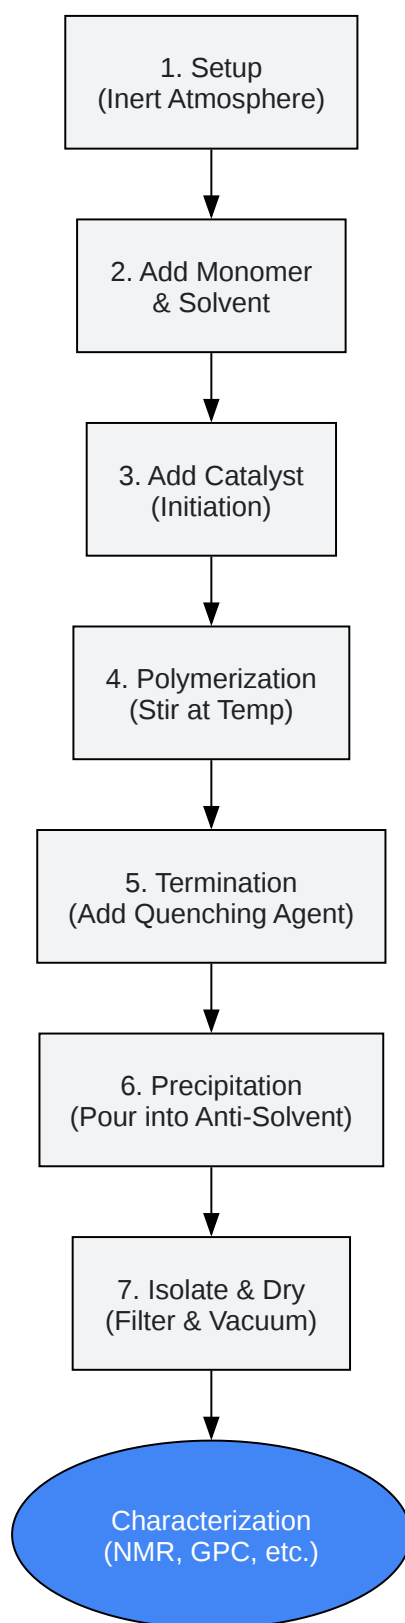 1. Setup
(Inert Atmosphere)
2. Add Monomer
& Solvent
3. Add Catalyst
(Initiation)
4. Polymerization
(Stir at Temp)
5. Termination
(Add Quenching Agent)
6. Precipitation
(Pour into Anti-Solvent)
7. Isolate & Dry
(Filter & Vacuum)
Characterization
(NMR, GPC, etc.)